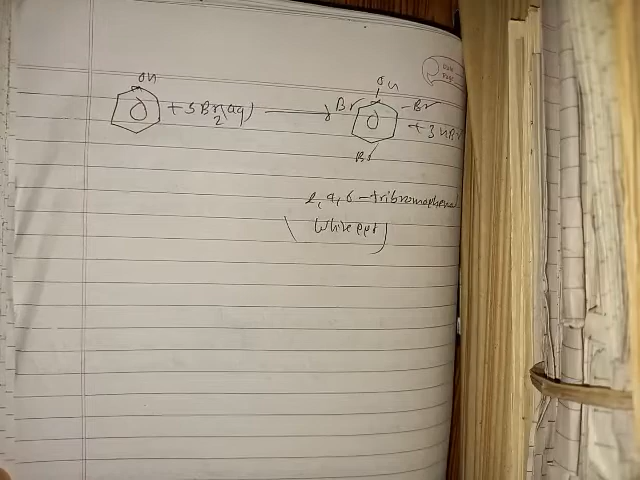 OH
+ 3Br2(aq) →
OH
Br
Br
Br
+ 3HBr
2,4,6-tribromophenol
(White ppt)